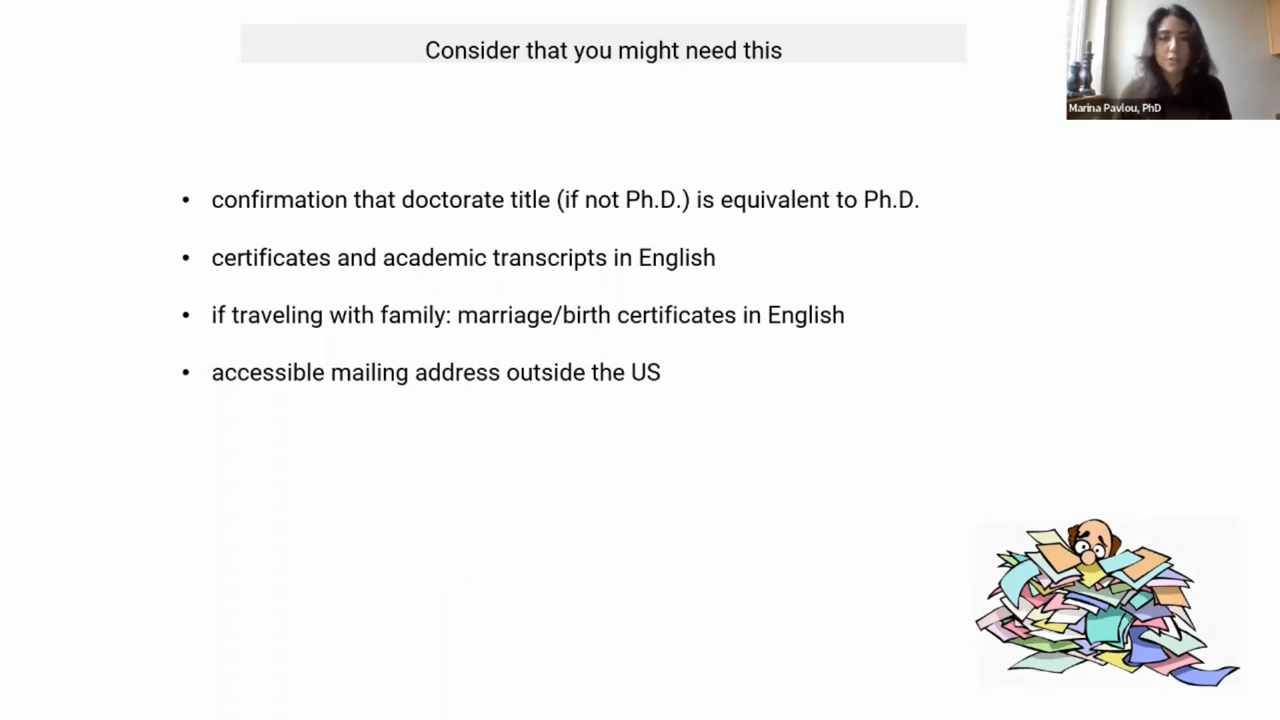 Consider that you might need this
Marina Pavlou, PhD
• confirmation that doctorate title (if not Ph.D.) is equivalent to Ph.D.
• certificates and academic transcripts in English
• if traveling with family: marriage/birth certificates in English
• accessible mailing address outside the US